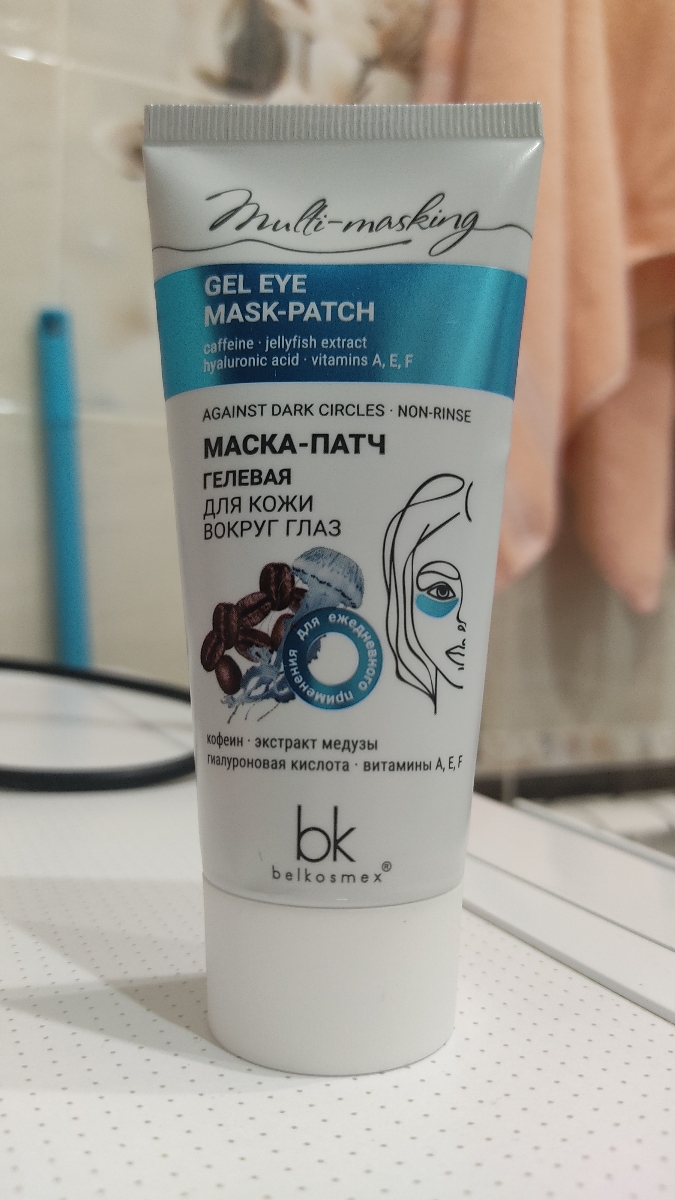 Multi-masking
GEL EYE
MASK-PATCH
caffeine · jellyfish extract
hyaluronic acid · vitamins A, E, F
AGAINST DARK CIRCLES · NON-RINSE
МАСКА-ПАТЧ
ГЕЛЕВАЯ
ДЛЯ КОЖИ
ВОКРУГ ГЛАЗ
для ежедневного применения
кофеин · экстракт медузы
гиалуроновая кислота · витамины A, E, F
bk
belkosmex®